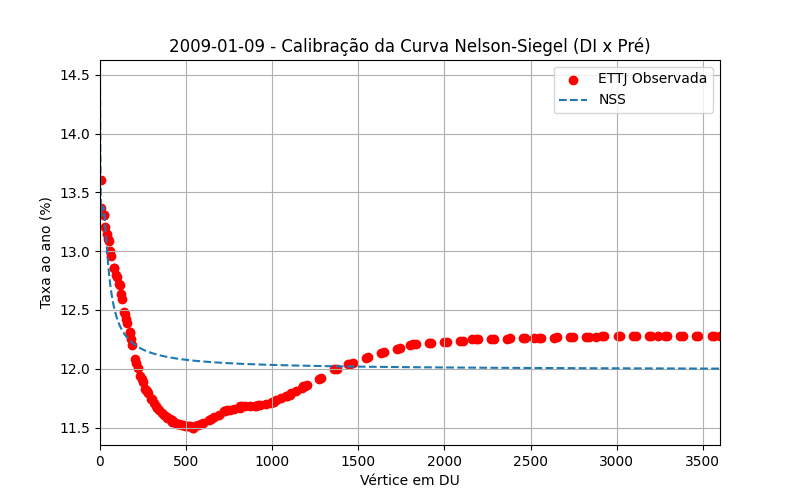 2009-01-09 - Calibração da Curva Nelson-Siegel (DI x Pré)
ETTJ Observada
NSS
Taxa ao ano (%)
14.5
14.0
13.5
13.0
12.5
12.0
11.5
0 500 1000 1500 2000 2500 3000 3500
Vértice em DU